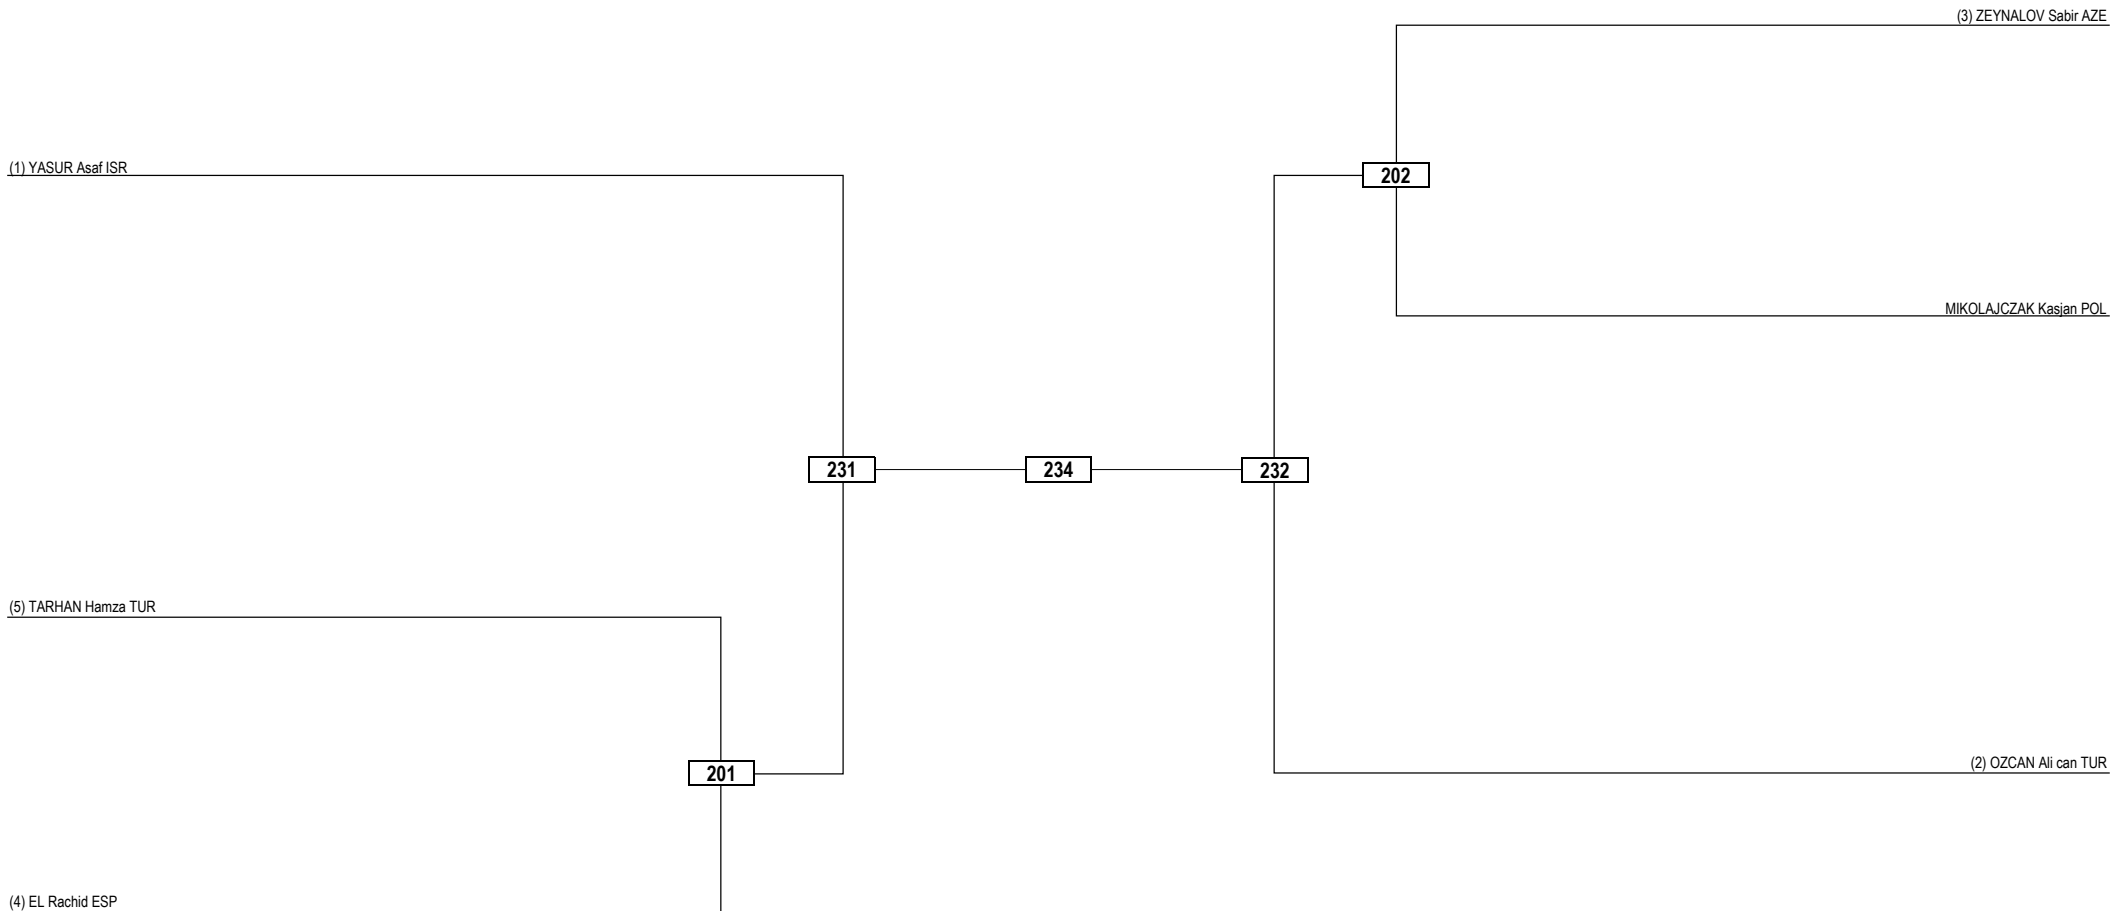 (3) ZEYNALOV Sabir AZE
(1) YASUR Asaf ISR
202
MIKOLAJCZAK Kasjan POL
231
234
232
(5) TARHAN Hamza TUR
(2) OZCAN Ali can TUR
201
(4) EL Rachid ESP